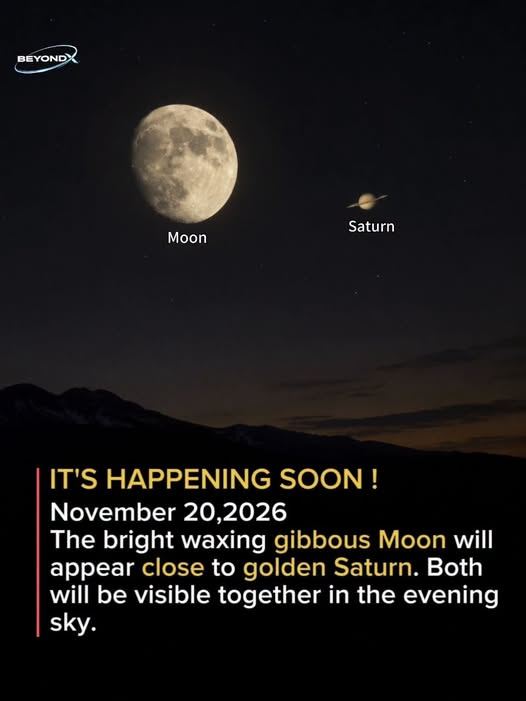 BEYONDX
Moon
Saturn
IT'S HAPPENING SOON !
November 20,2026
The bright waxing gibbous Moon will
appear close to golden Saturn. Both
will be visible together in the evening
sky.